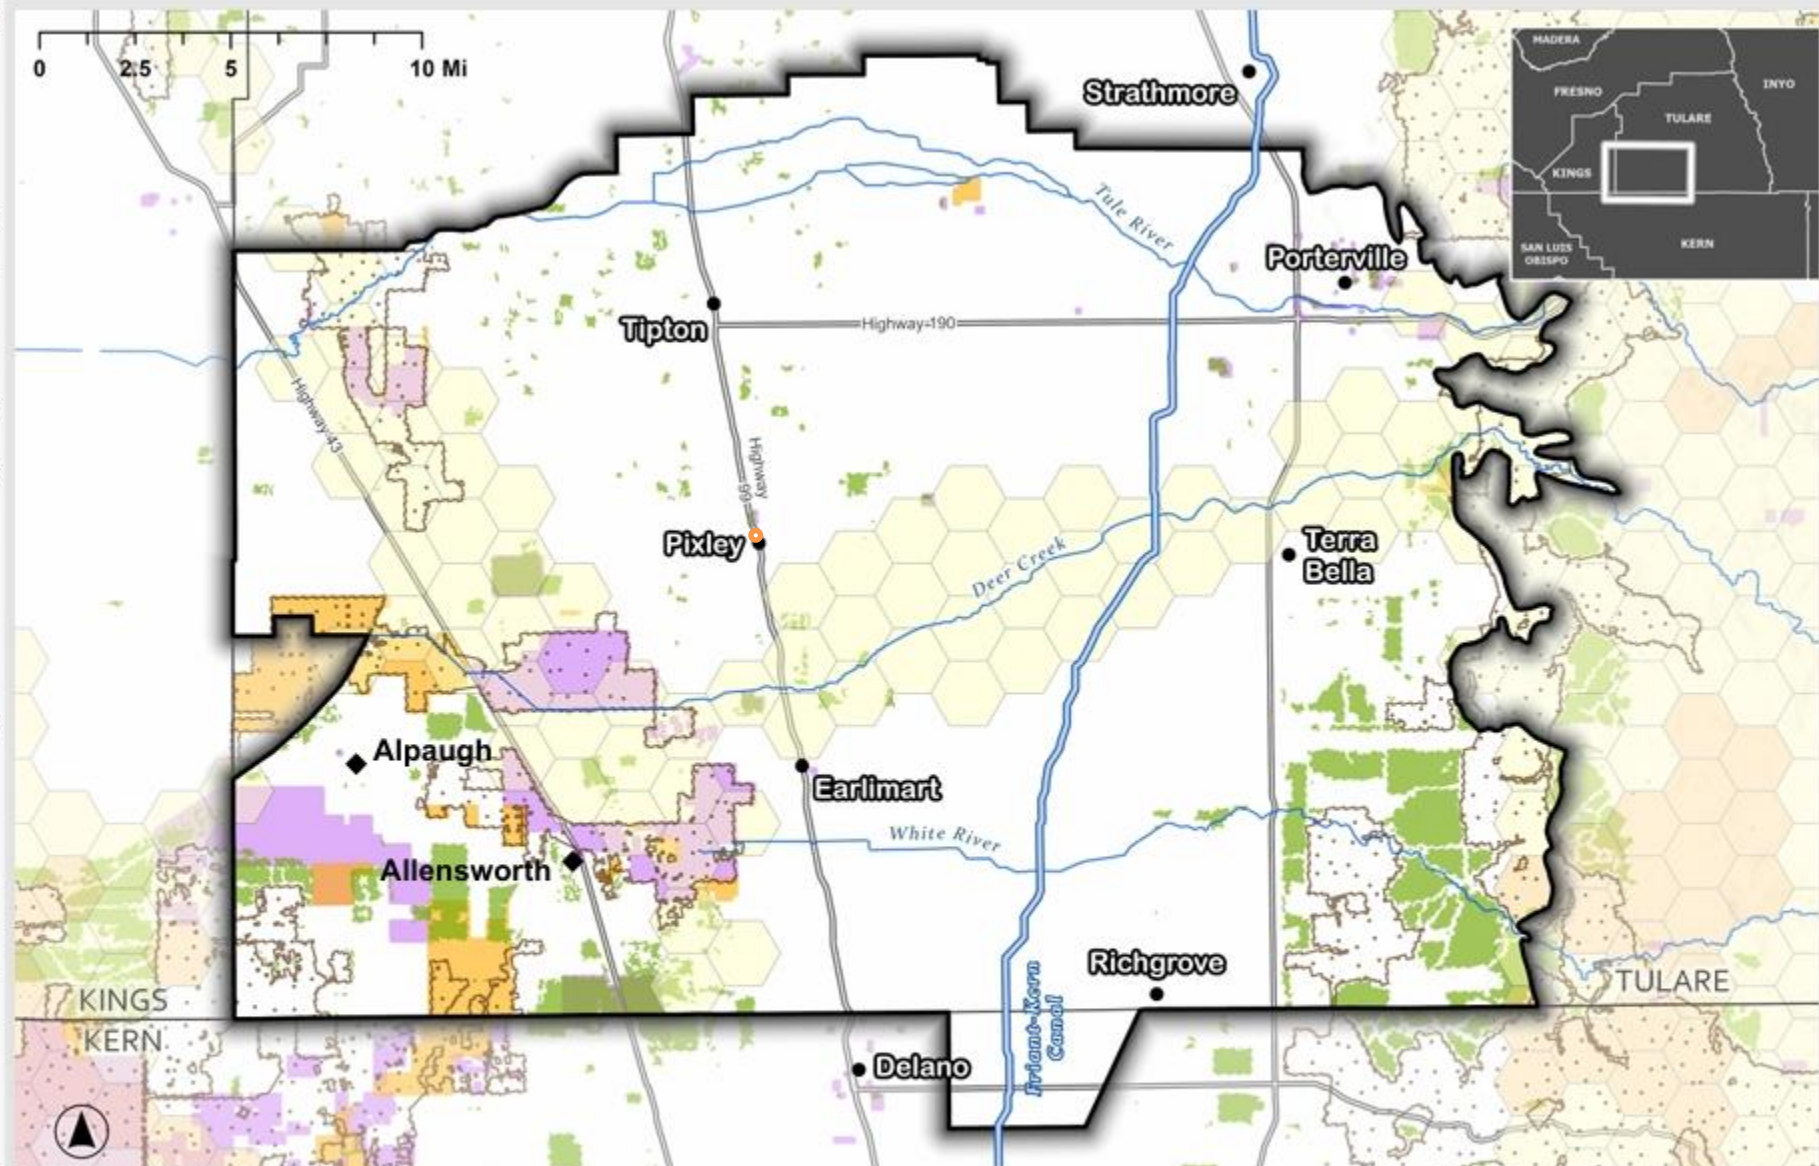 0 2.5 5 10 Mi
Strathmore
MADERA
FRESNO
INYO
TULARE
KINGS
KERN
SAN LUIS
OBISPO
Tule River
Porterville
Tipton
Highway 190
Highway 43
Highway 99
Pixley
Deer Creek
Terra
Bella
Alpaugh
Earlimart
White River
Allensworth
Richgrove
KINGS
KERN
TULARE
Friant-Kern
Canal
Delano